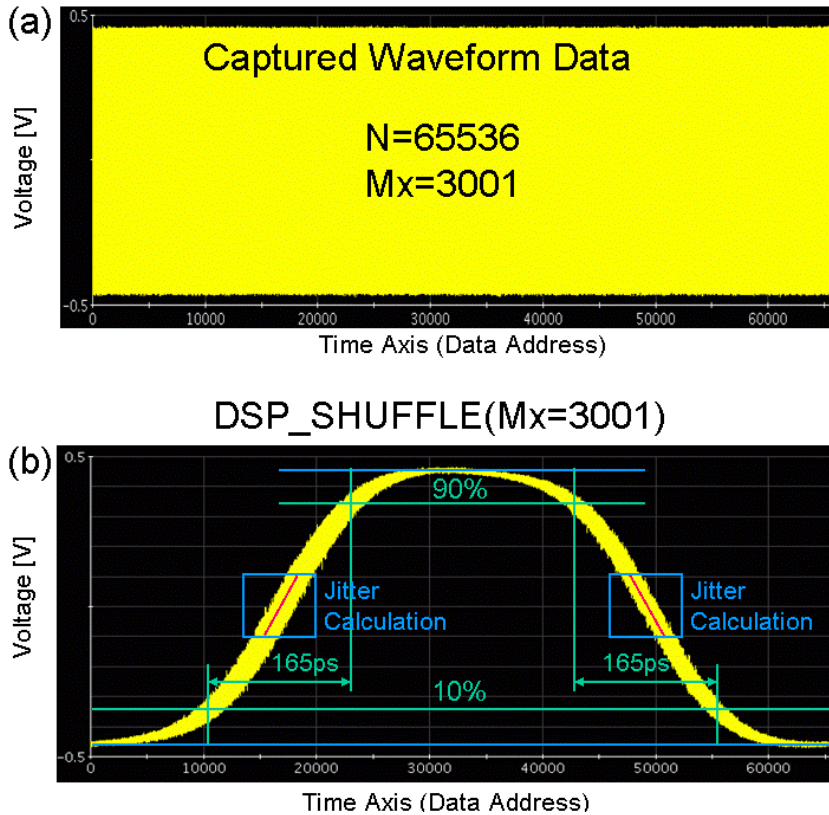 (a)
0.5
Captured Waveform Data
N=65536
Mx=3001
Voltage [V]
-0.5
0 10000 20000 30000 40000 50000 60000
Time Axis (Data Address)
DSP_SHUFFLE(Mx=3001)
(b)
0.5
90%
Jitter
Calculation
Jitter
Calculation
Voltage [V]
165ps
165ps
10%
-0.5
0 10000 20000 30000 40000 50000 60000
Time Axis (Data Address)